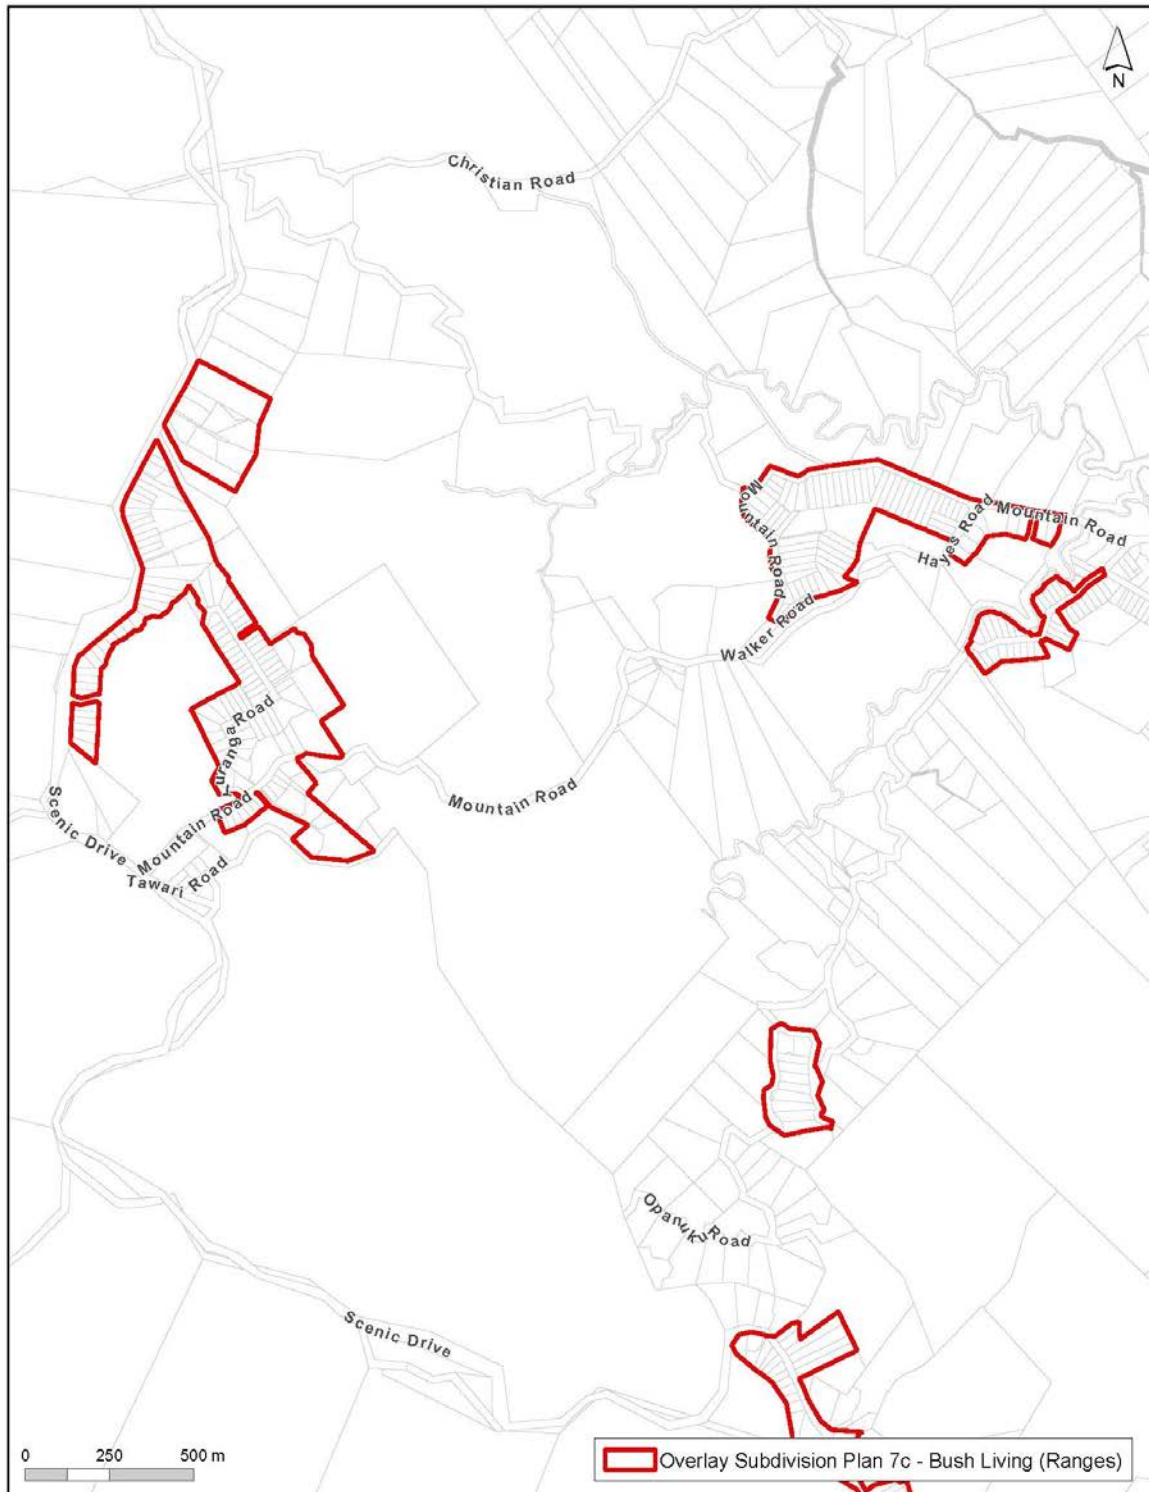 N
Christian Road
Mountain Road
Mountain Road
Hayes Road
Walker Road
Turanga Road
Mountain Road
Scenic Drive
Mountain Road
Tawari Road
Opanuku Road
Scenic Drive
0 250 500 m
Overlay Subdivision Plan 7c - Bush Living (Ranges)